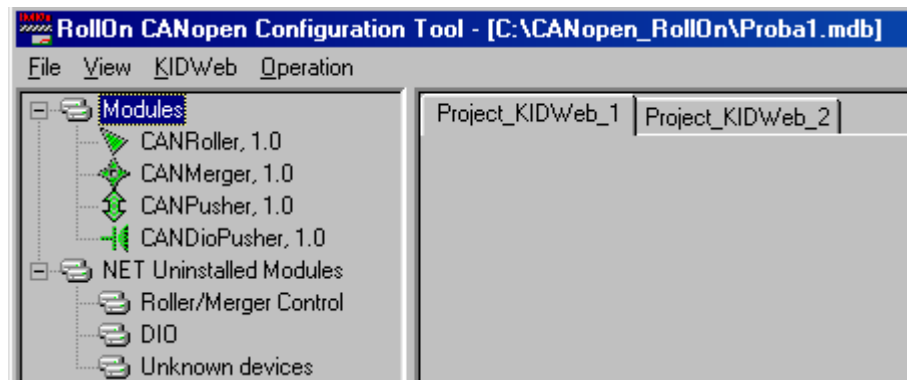 RollOn CANopen Configuration Tool - [C:\CANopen_RollOn\Proba1.mdb]
File View KIDWeb Operation
Modules
CANRoller, 1.0
CANMerger, 1.0
CANPusher, 1.0
CANDioPusher, 1.0
NET Uninstalled Modules
Roller/Merger Control
DIO
Unknown devices
Project_KIDWeb_1 Project_KIDWeb_2